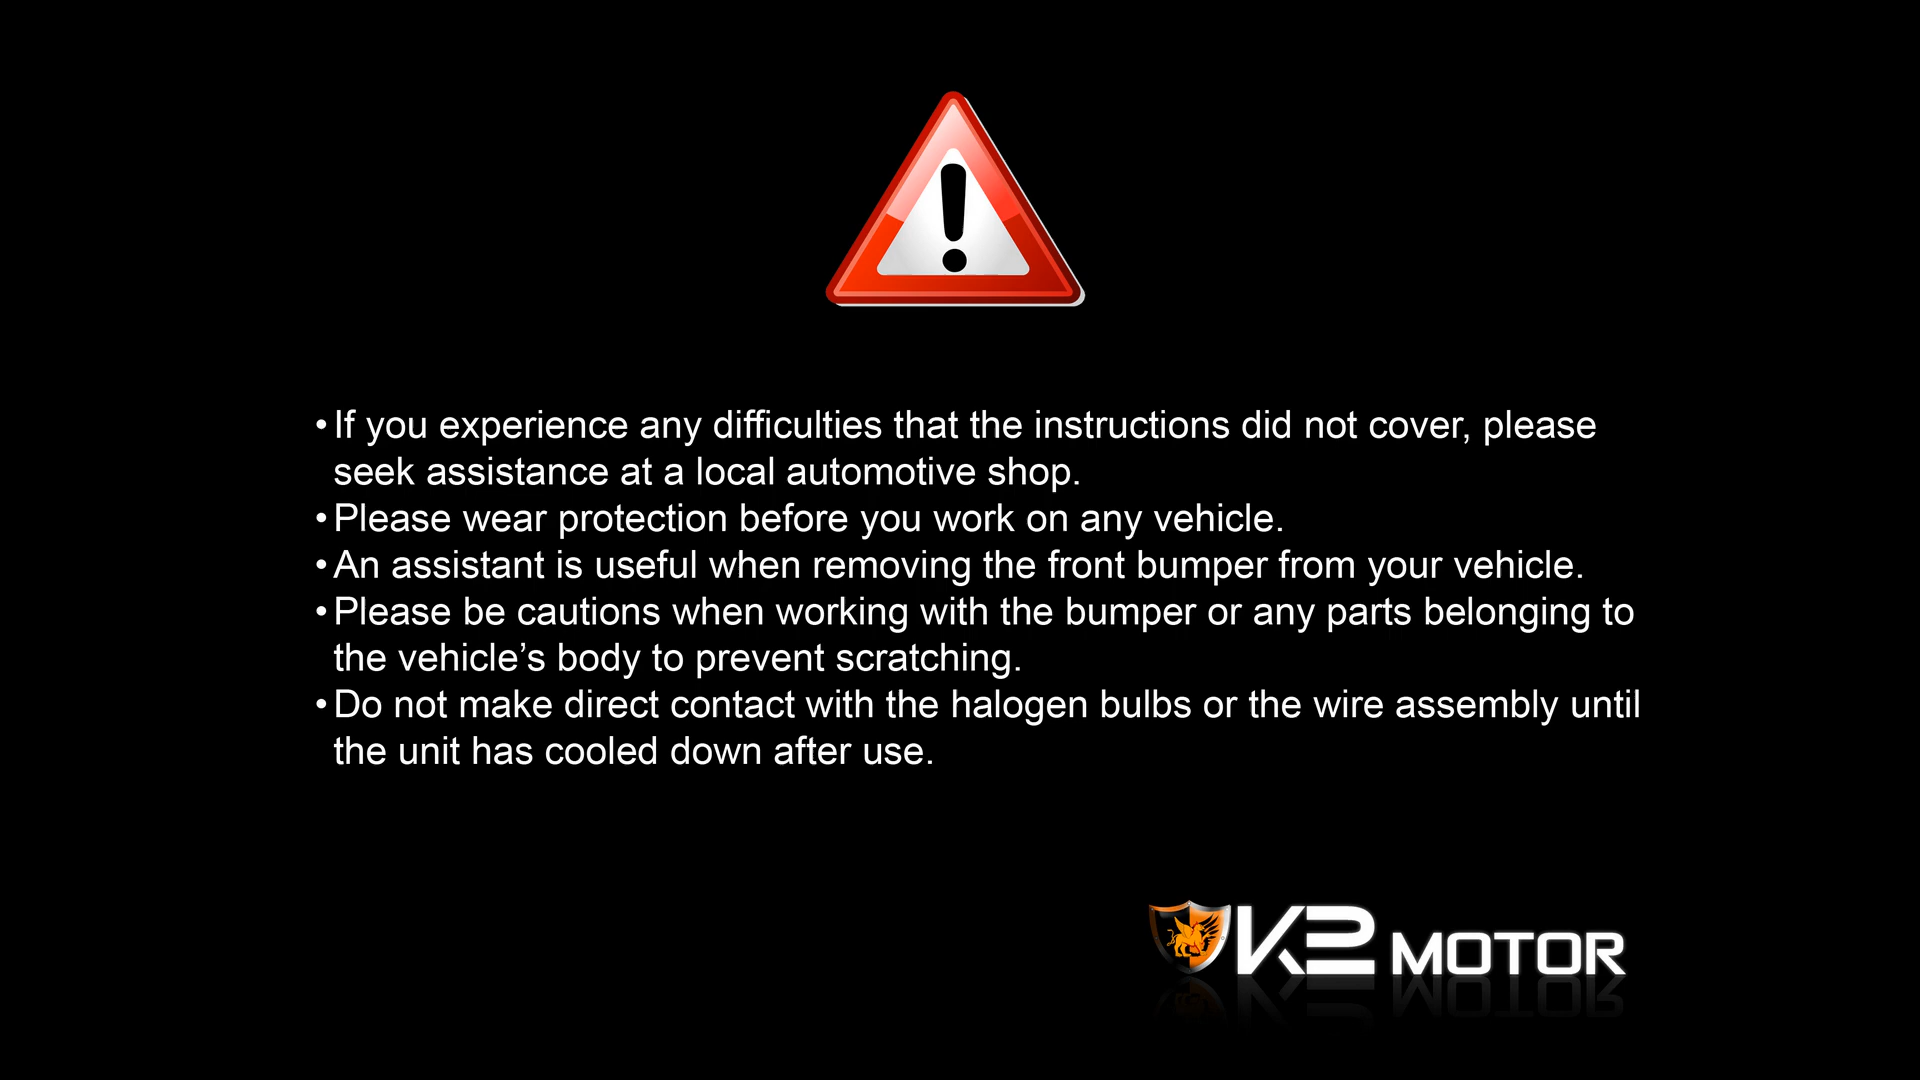 •If you experience any difficulties that the instructions did not cover, please
seek assistance at a local automotive shop.
•Please wear protection before you work on any vehicle.
•An assistant is useful when removing the front bumper from your vehicle.
•Please be cautions when working with the bumper or any parts belonging to
the vehicle’s body to prevent scratching.
•Do not make direct contact with the halogen bulbs or the wire assembly until
the unit has cooled down after use.
K2 MOTOR